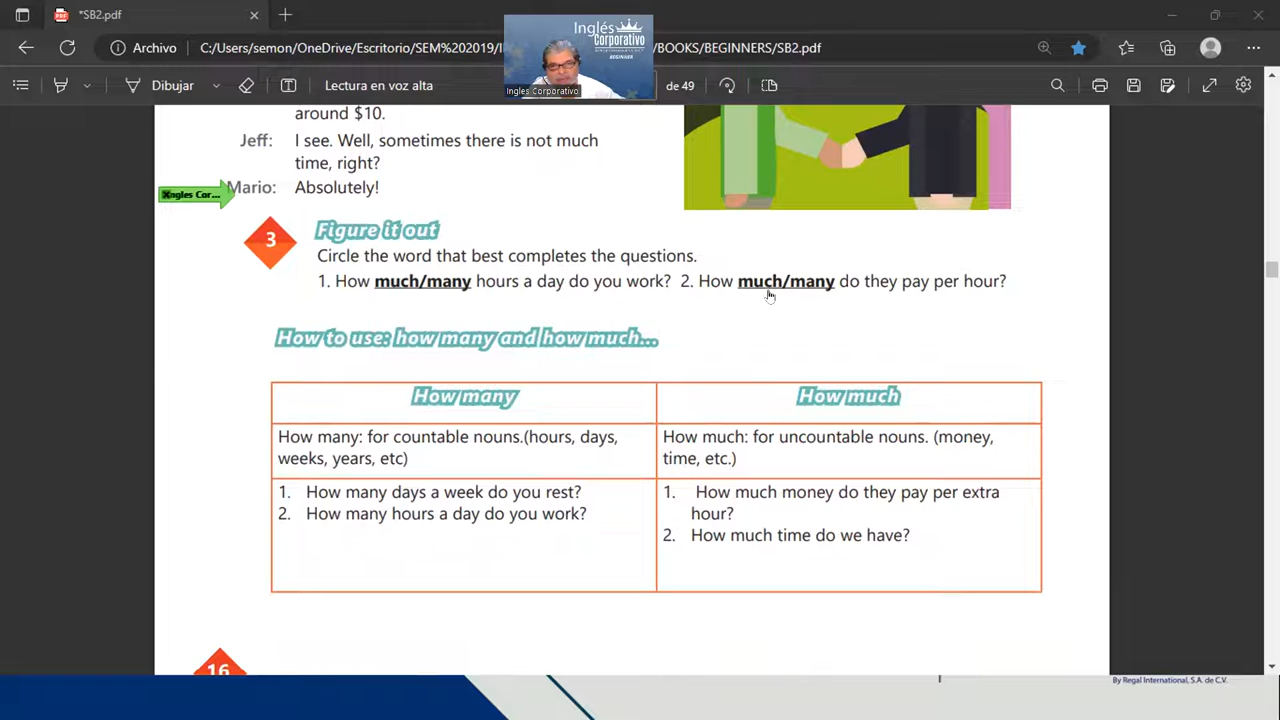 *SB2.pdf
Archivo
C:/Users/semon/OneDrive/Escritorio/SEM%202019/I
/BOOKS/BEGINNERS/SB2.pdf
Inglés
Corporativo
BEGINNER
Ingles Corporativo
Dibujar
Lectura en voz alta
de 49
around $10.
Jeff: I see. Well, sometimes there is not much
time, right?
Mario: Absolutely!
ngles Cor...
3
Figure it out
Circle the word that best completes the questions.
1. How much/many hours a day do you work? 2. How much/many do they pay per hour?
How to use: how many and how much...
How many
How much
How many: for countable nouns.(hours, days,
weeks, years, etc)
How much: for uncountable nouns. (money,
time, etc.)
1. How many days a week do you rest?
2. How many hours a day do you work?
1. How much money do they pay per extra
hour?
2. How much time do we have?
16
By Regal International, S.A. de C.V.